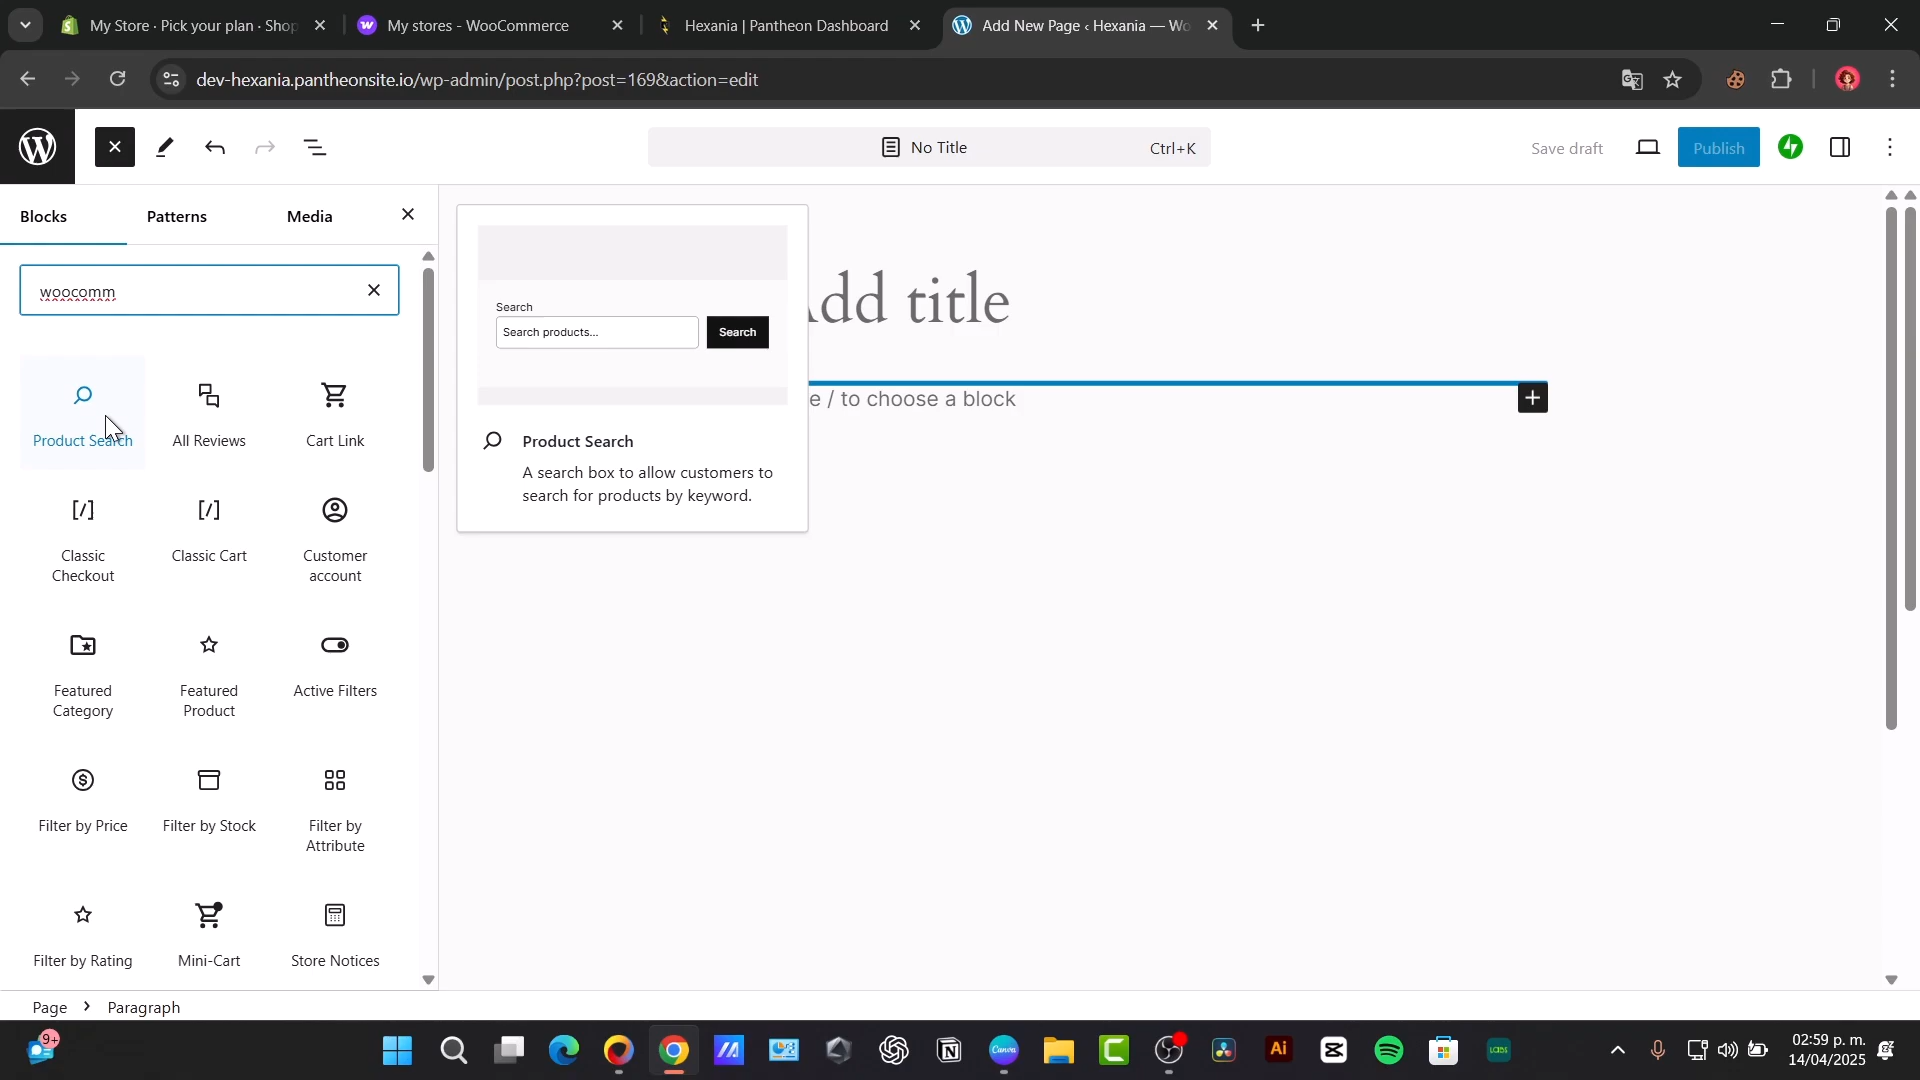 My Store · Pick your plan · Shop
My stores - WooCommerce
Hexania | Pantheon Dashboard
Add New Page ‹ Hexania — Wo
dev-hexania.pantheonsite.io/wp-admin/post.php?post=169&action=edit
No Title
Ctrl+K
Save draft
Publish
Blocks
Patterns
Media
woocomm
Product Search
All Reviews
Cart Link
Classic
Checkout
Classic Cart
Customer
account
Featured
Category
Featured
Product
Active Filters
Filter by Price
Filter by Stock
Filter by
Attribute
Filter by Rating
Mini-Cart
Store Notices
Search
Search products...
Search
Product Search
A search box to allow customers to
search for products by keyword.
Add title
e / to choose a block
Page
Paragraph
9+
Canva
Ai
LABS
02:59 p. m.
14/04/2025